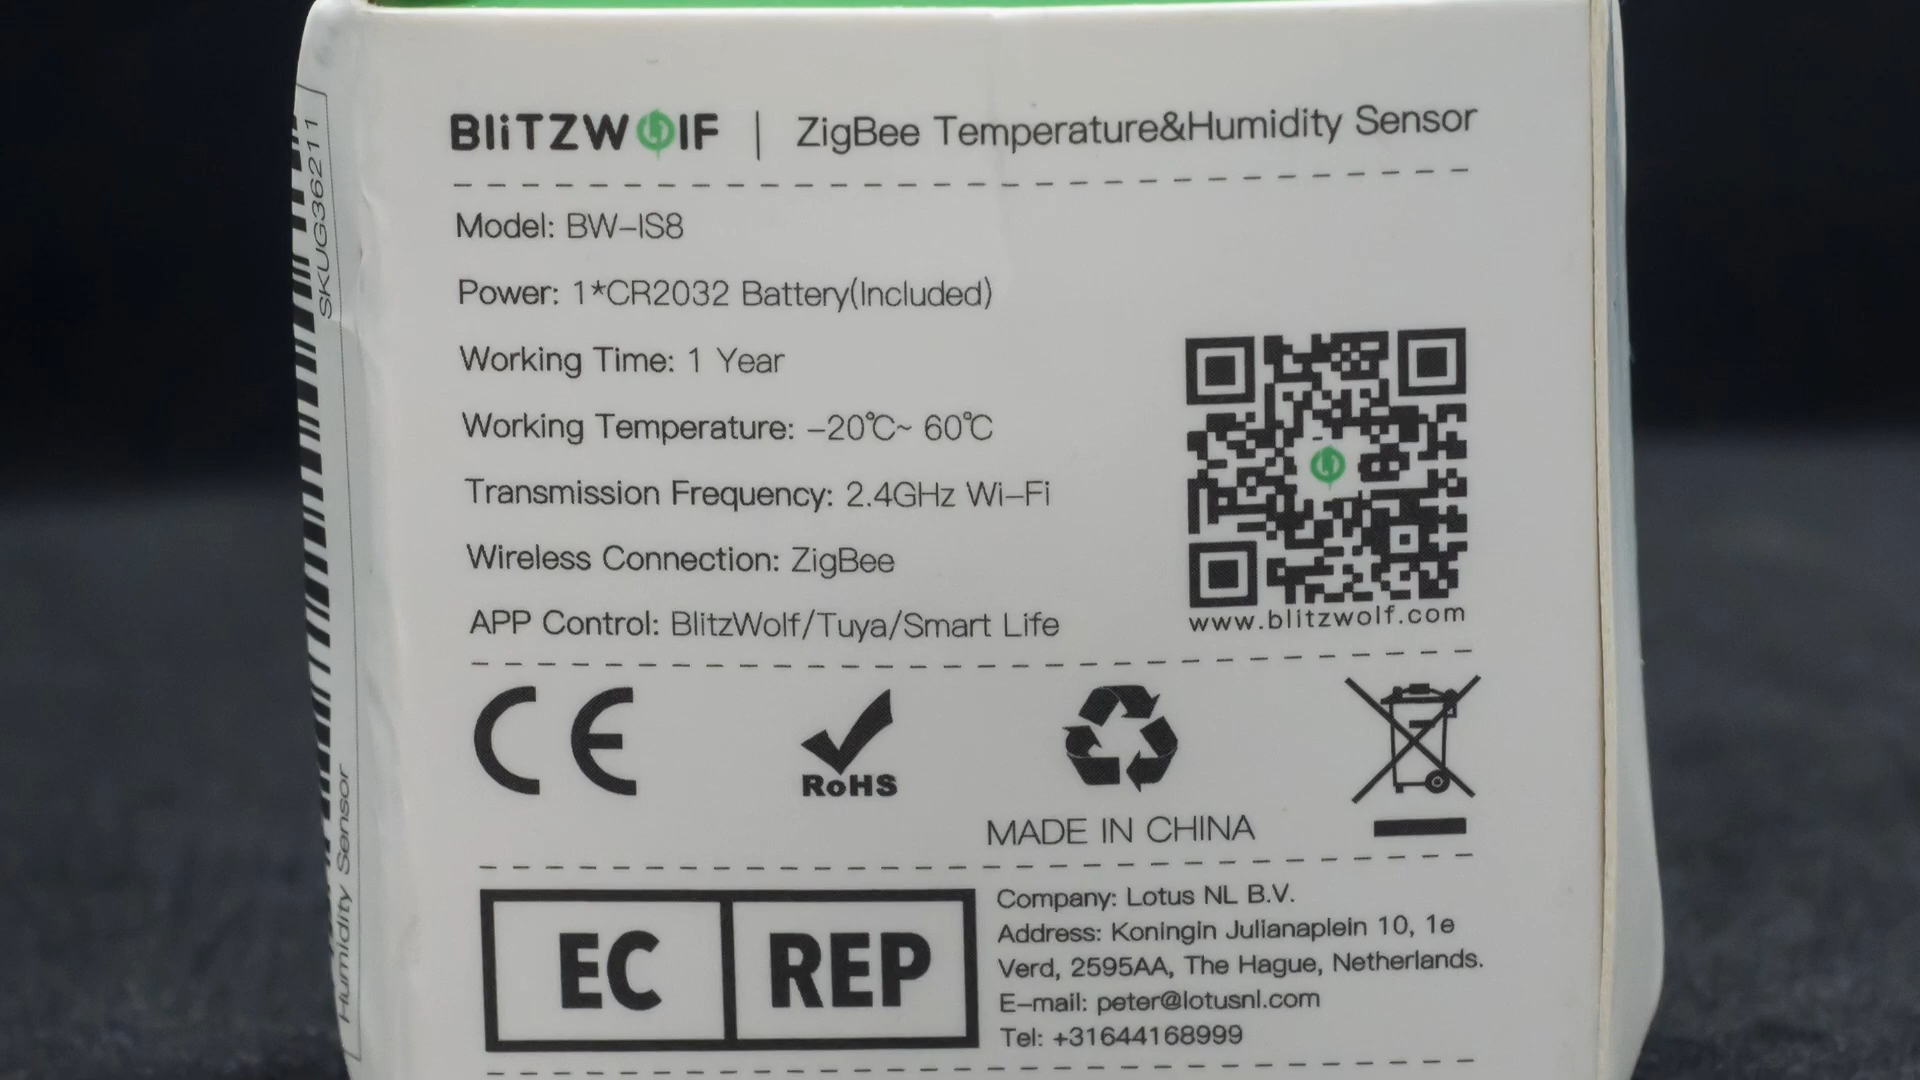 BliTZWOLF | ZigBee Temperature&Humidity Sensor
Model: BW-IS8
Power: 1*CR2032 Battery(Included)
Working Time: 1 Year
Working Temperature: -20℃~ 60℃
Transmission Frequency: 2.4GHz Wi-Fi
Wireless Connection: ZigBee
APP Control: BlitzWolf/Tuya/Smart Life
www.blitzwolf.com
CE
RoHS
MADE IN CHINA
EC REP
Company: Lotus NL B.V.
Address: Koningin Julianaplein 10, 1e
Verd, 2595AA, The Hague, Netherlands.
E-mail: peter@lotusnl.com
Tel: +31644168999
SKUG36211
Humidity Sensor